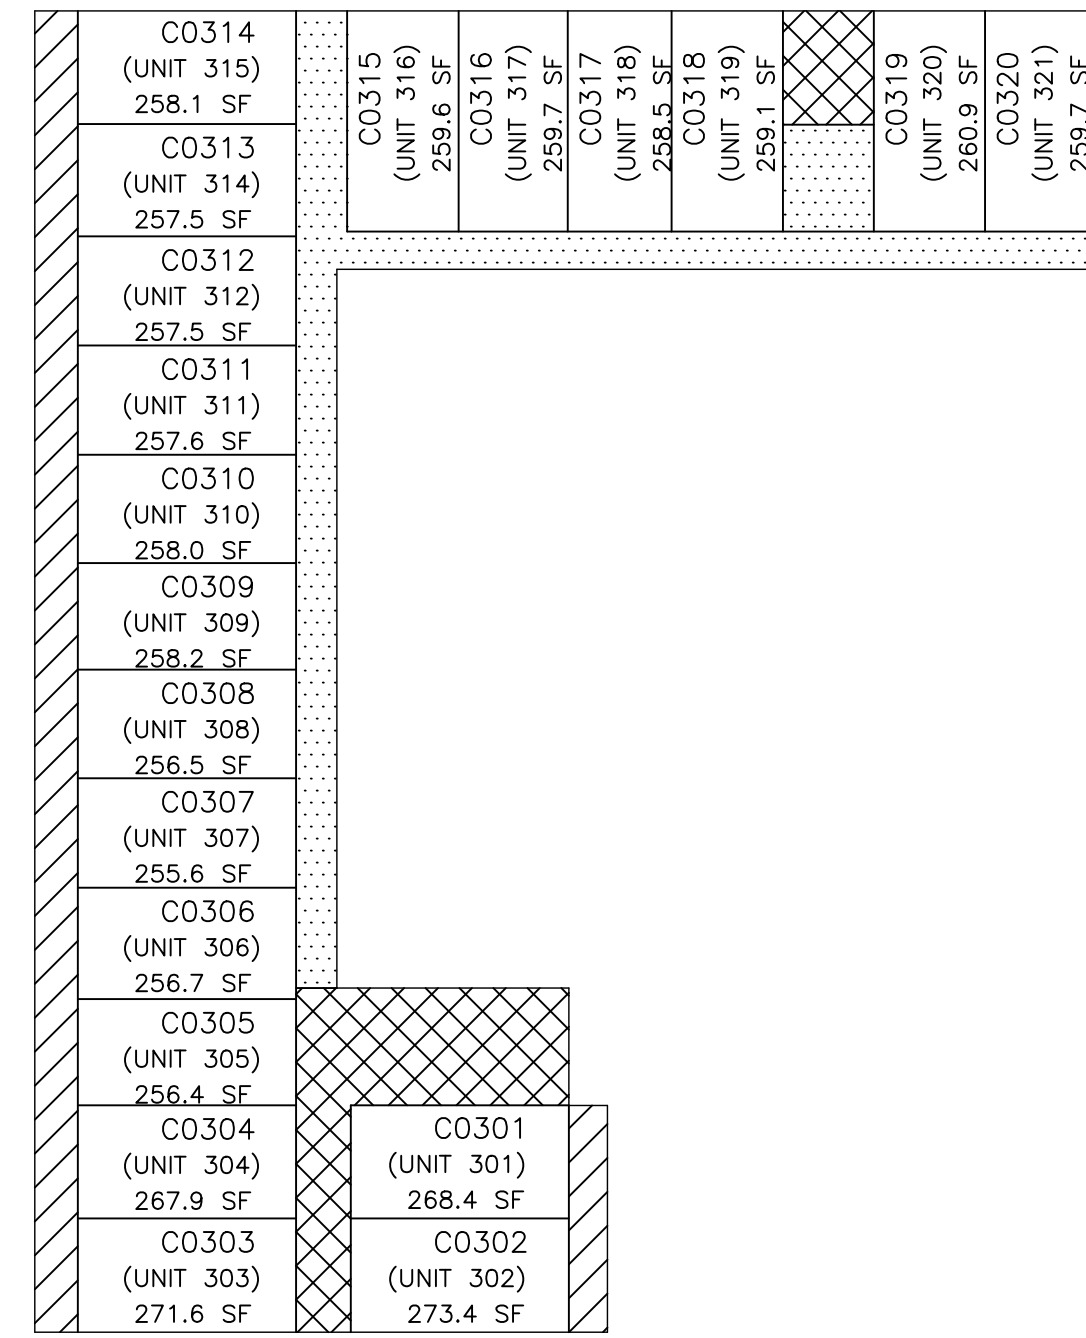 C0314
(UNIT 315)
258.1 SF
C0313
(UNIT 314)
257.5 SF
C0312
(UNIT 312)
257.5 SF
C0311
(UNIT 311)
257.6 SF
C0310
(UNIT 310)
258.0 SF
C0309
(UNIT 309)
258.2 SF
C0308
(UNIT 308)
256.5 SF
C0307
(UNIT 307)
255.6 SF
C0306
(UNIT 306)
256.7 SF
C0305
(UNIT 305)
256.4 SF
C0304
(UNIT 304)
267.9 SF
C0303
(UNIT 303)
271.6 SF
C0301
(UNIT 301)
268.4 SF
C0302
(UNIT 302)
273.4 SF
C0315
(UNIT 316)
259.6 SF
C0316
(UNIT 317)
259.7 SF
C0317
(UNIT 318)
258.5 SF
C0318
(UNIT 319)
259.1 SF
C0319
(UNIT 320)
260.9 SF
C0320
(UNIT 321)
259.7 SF